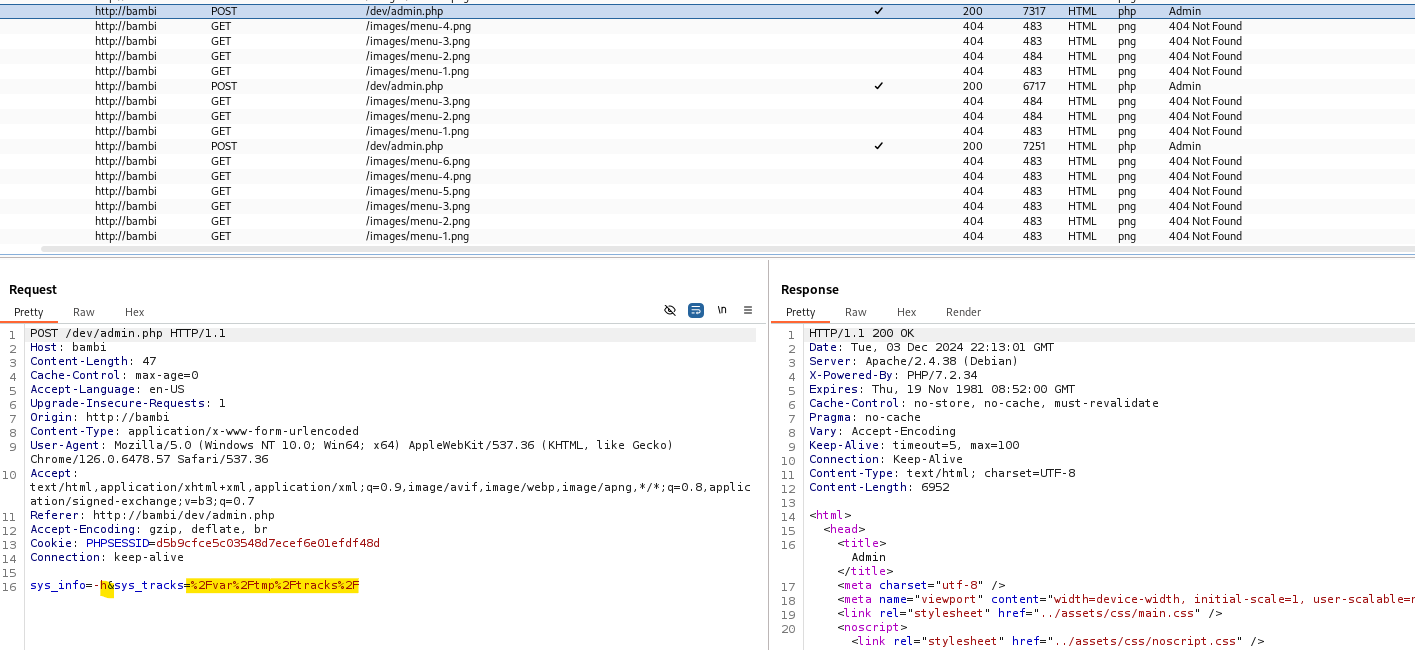 http://bambi POST /dev/admin.php ✓ 200 7317 HTML php Admin
http://bambi GET /images/menu-4.png 404 483 HTML png 404 Not Found
http://bambi GET /images/menu-3.png 404 483 HTML png 404 Not Found
http://bambi GET /images/menu-2.png 404 484 HTML png 404 Not Found
http://bambi GET /images/menu-1.png 404 483 HTML png 404 Not Found
http://bambi POST /dev/admin.php ✓ 200 6717 HTML php Admin
http://bambi GET /images/menu-3.png 404 484 HTML png 404 Not Found
http://bambi GET /images/menu-2.png 404 484 HTML png 404 Not Found
http://bambi GET /images/menu-1.png 404 483 HTML png 404 Not Found
http://bambi POST /dev/admin.php ✓ 200 7251 HTML php Admin
http://bambi GET /images/menu-6.png 404 483 HTML png 404 Not Found
http://bambi GET /images/menu-4.png 404 483 HTML png 404 Not Found
http://bambi GET /images/menu-5.png 404 483 HTML png 404 Not Found
http://bambi GET /images/menu-3.png 404 483 HTML png 404 Not Found
http://bambi GET /images/menu-2.png 404 483 HTML png 404 Not Found
http://bambi GET /images/menu-1.png 404 483 HTML png 404 Not Found
Request
Pretty Raw Hex \n
1 POST /dev/admin.php HTTP/1.1
2 Host: bambi
3 Content-Length: 47
4 Cache-Control: max-age=0
5 Accept-Language: en-US
6 Upgrade-Insecure-Requests: 1
7 Origin: http://bambi
8 Content-Type: application/x-www-form-urlencoded
9 User-Agent: Mozilla/5.0 (Windows NT 10.0; Win64; x64) AppleWebKit/537.36 (KHTML, like Gecko)
Chrome/126.0.6478.57 Safari/537.36
10 Accept:
text/html,application/xhtml+xml,application/xml;q=0.9,image/avif,image/webp,image/apng,*/*;q=0.8,applic
ation/signed-exchange;v=b3;q=0.7
11 Referer: http://bambi/dev/admin.php
12 Accept-Encoding: gzip, deflate, br
13 Cookie: PHPSESSID=d5b9cfce5c03548d7ecef6e01efdf48d
14 Connection: keep-alive
15
16 sys_info=-h&sys_tracks=%2Fvar%2Ftmp%2Ftracks%2F
Response
Pretty Raw Hex Render
1 HTTP/1.1 200 OK
2 Date: Tue, 03 Dec 2024 22:13:01 GMT
3 Server: Apache/2.4.38 (Debian)
4 X-Powered-By: PHP/7.2.34
5 Expires: Thu, 19 Nov 1981 08:52:00 GMT
6 Cache-Control: no-store, no-cache, must-revalidate
7 Pragma: no-cache
8 Vary: Accept-Encoding
9 Keep-Alive: timeout=5, max=100
10 Connection: Keep-Alive
11 Content-Type: text/html; charset=UTF-8
12 Content-Length: 6952
13
14 <html>
15 <head>
16 <title>
Admin
</title>
17 <meta charset="utf-8" />
18 <meta name="viewport" content="width=device-width, initial-scale=1, user-scalable=
19 <link rel="stylesheet" href="../assets/css/main.css" />
20 <noscript>
<link rel="stylesheet" href="../assets/css/noscript.css" />